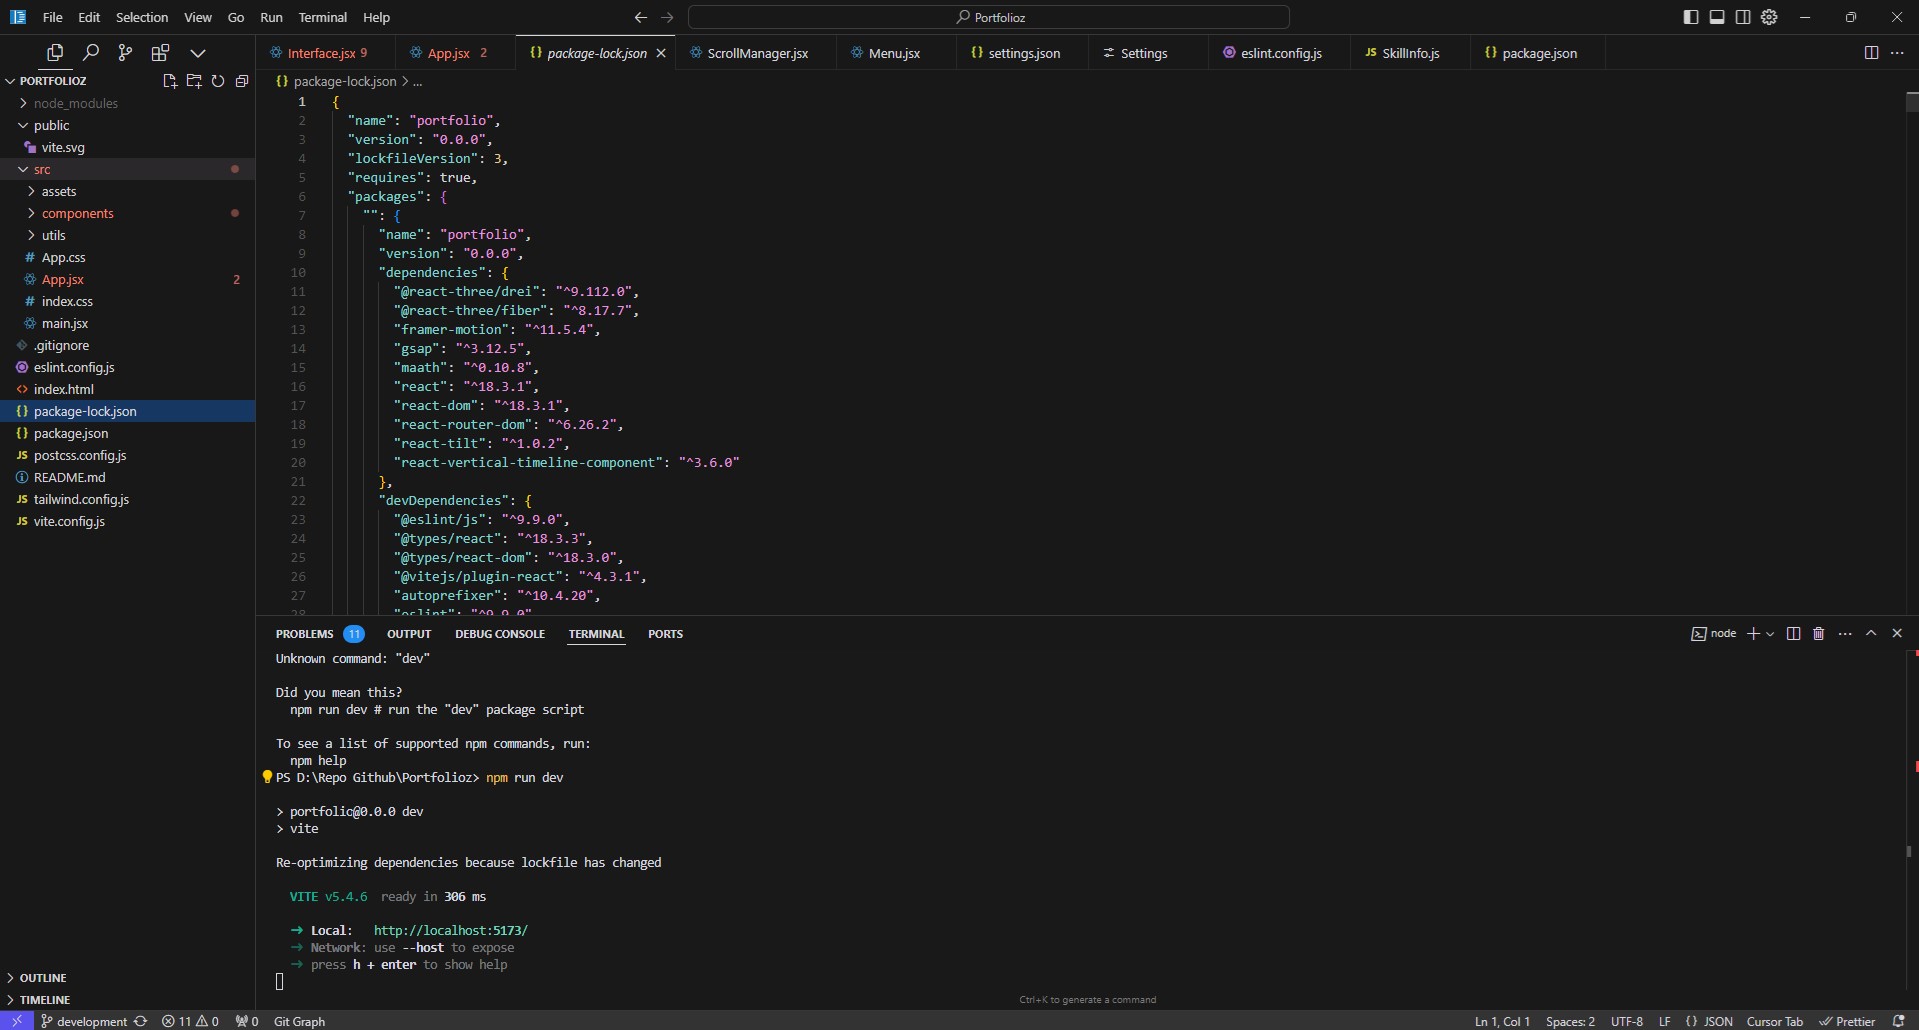 File Edit Selection View Go Run Terminal Help
Portfolioz
PORTFOLIOZ
node_modules
public
vite.svg
src
assets
components
utils
App.css
App.jsx 2
index.css
main.jsx
.gitignore
eslint.config.js
index.html
package-lock.json
package.json
postcss.config.js
README.md
tailwind.config.js
vite.config.js
OUTLINE
TIMELINE
Interface.jsx 9 App.jsx 2 package-lock.json ScrollManager.jsx Menu.jsx settings.json Settings eslint.config.js SkillInfo.js package.json
package-lock.json > ...
1 {
2 "name": "portfolio",
3 "version": "0.0.0",
4 "lockfileVersion": 3,
5 "requires": true,
6 "packages": {
7 "": {
8 "name": "portfolio",
9 "version": "0.0.0",
10 "dependencies": {
11 "@react-three/drei": "^9.112.0",
12 "@react-three/fiber": "^8.17.7",
13 "framer-motion": "^11.5.4",
14 "gsap": "^3.12.5",
15 "maath": "^0.10.8",
16 "react": "^18.3.1",
17 "react-dom": "^18.3.1",
18 "react-router-dom": "^6.26.2",
19 "react-tilt": "^1.0.2",
20 "react-vertical-timeline-component": "^3.6.0"
21 },
22 "devDependencies": {
23 "@eslint/js": "^9.9.0",
24 "@types/react": "^18.3.3",
25 "@types/react-dom": "^18.3.0",
26 "@vitejs/plugin-react": "^4.3.1",
27 "autoprefixer": "^10.4.20",
28 "eslint": "^9.9.0",
PROBLEMS 11 OUTPUT DEBUG CONSOLE TERMINAL PORTS
node
Unknown command: "dev"
Did you mean this?
npm run dev # run the "dev" package script
To see a list of supported npm commands, run:
npm help
PS D:\Repo Github\Portfolioz> npm run dev
> portfolio@0.0.0 dev
> vite
Re-optimizing dependencies because lockfile has changed
VITE v5.4.6 ready in 306 ms
➜ Local: http://localhost:5173/
➜ Network: use --host to expose
➜ press h + enter to show help
Ctrl+K to generate a command
development 11 0 0 Git Graph
Ln 1, Col 1 Spaces: 2 UTF-8 LF {} JSON Cursor Tab Prettier